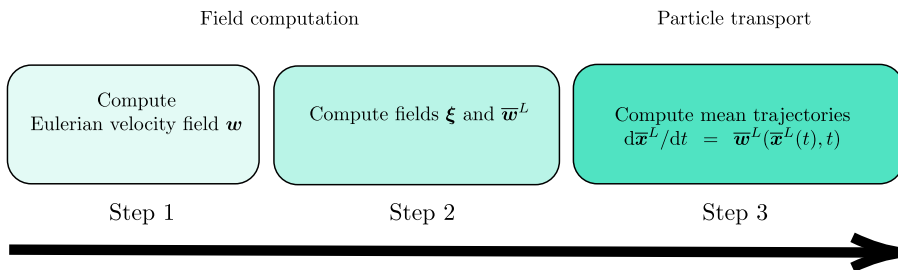 Field computation
Particle transport
Compute
Eulerian velocity field 𝒘
Compute fields 𝝃 and 𝒘̅ᴸ
Compute mean trajectories
d𝒙̅ᴸ/dt = 𝒘̅ᴸ(𝒙̅ᴸ(t), t)
Step 1
Step 2
Step 3